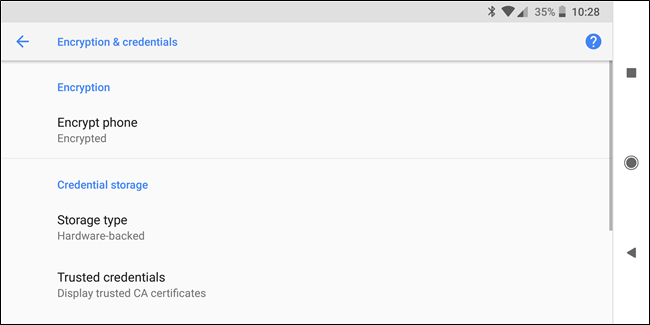 35% 10:28
Encryption & credentials
Encryption
Encrypt phone
Encrypted
Credential storage
Storage type
Hardware-backed
Trusted credentials
Display trusted CA certificates